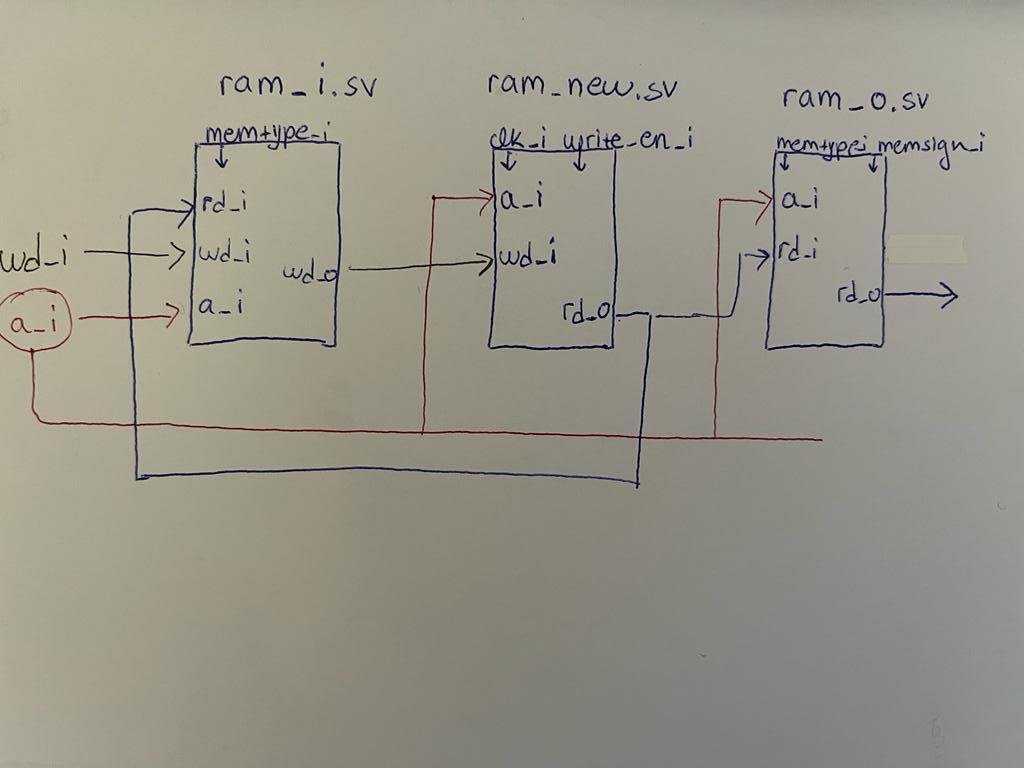 ram_i.sv
memtype_i
rd_i
wd_i
a_i
wd_o
wd_i
a_i
ram_new.sv
clk_i write_en_i
a_i
wd_i
rd_o
ram_o.sv
memtypei memsign_i
a_i
rd_i
rd_o